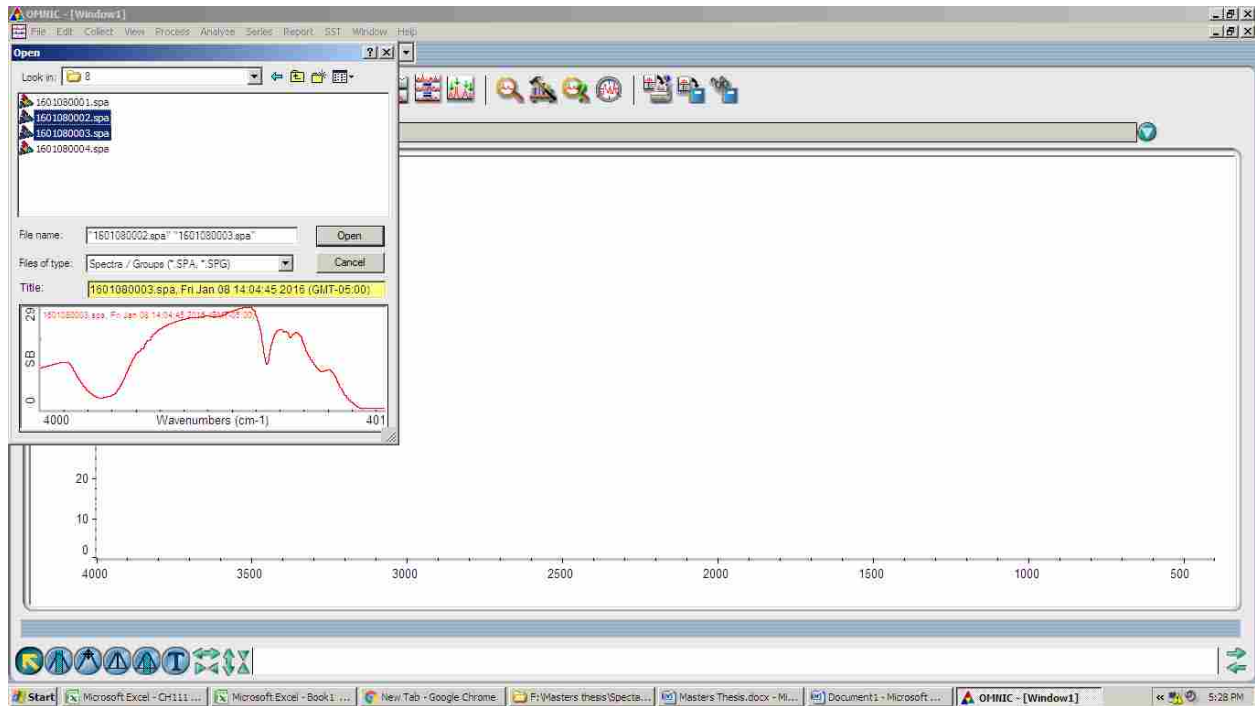 OMNIC - [Window1]
File Edit Collect View Process Analyze Series Report SST Window Help
Open
Look in: 8
1601080001.spa
1601080002.spa
1601080003.spa
1601080004.spa
File name: "1601080002.spa" "1601080003.spa" Open
Files of type: Spectra / Groups (*.SPA, *.SPG) Cancel
Title: 1601080003.spa, Fri Jan 08 14:04:45 2016 (GMT-05:00)
1601080003.spa, Fri Jan 08 14:04:45 2016 (GMT-05:00)
29
SB
-0
4000 Wavenumbers (cm-1) 401
20
10
0
4000 3500 3000 2500 2000 1500 1000 500
T
Start Microsoft Excel - CH111 ... Microsoft Excel - Book1 ... New Tab - Google Chrome F:\Masters thesis\Specta... Masters Thesis.docx - Mi... Document1 - Microsoft ... OMNIC - [Window1] 5:28 PM